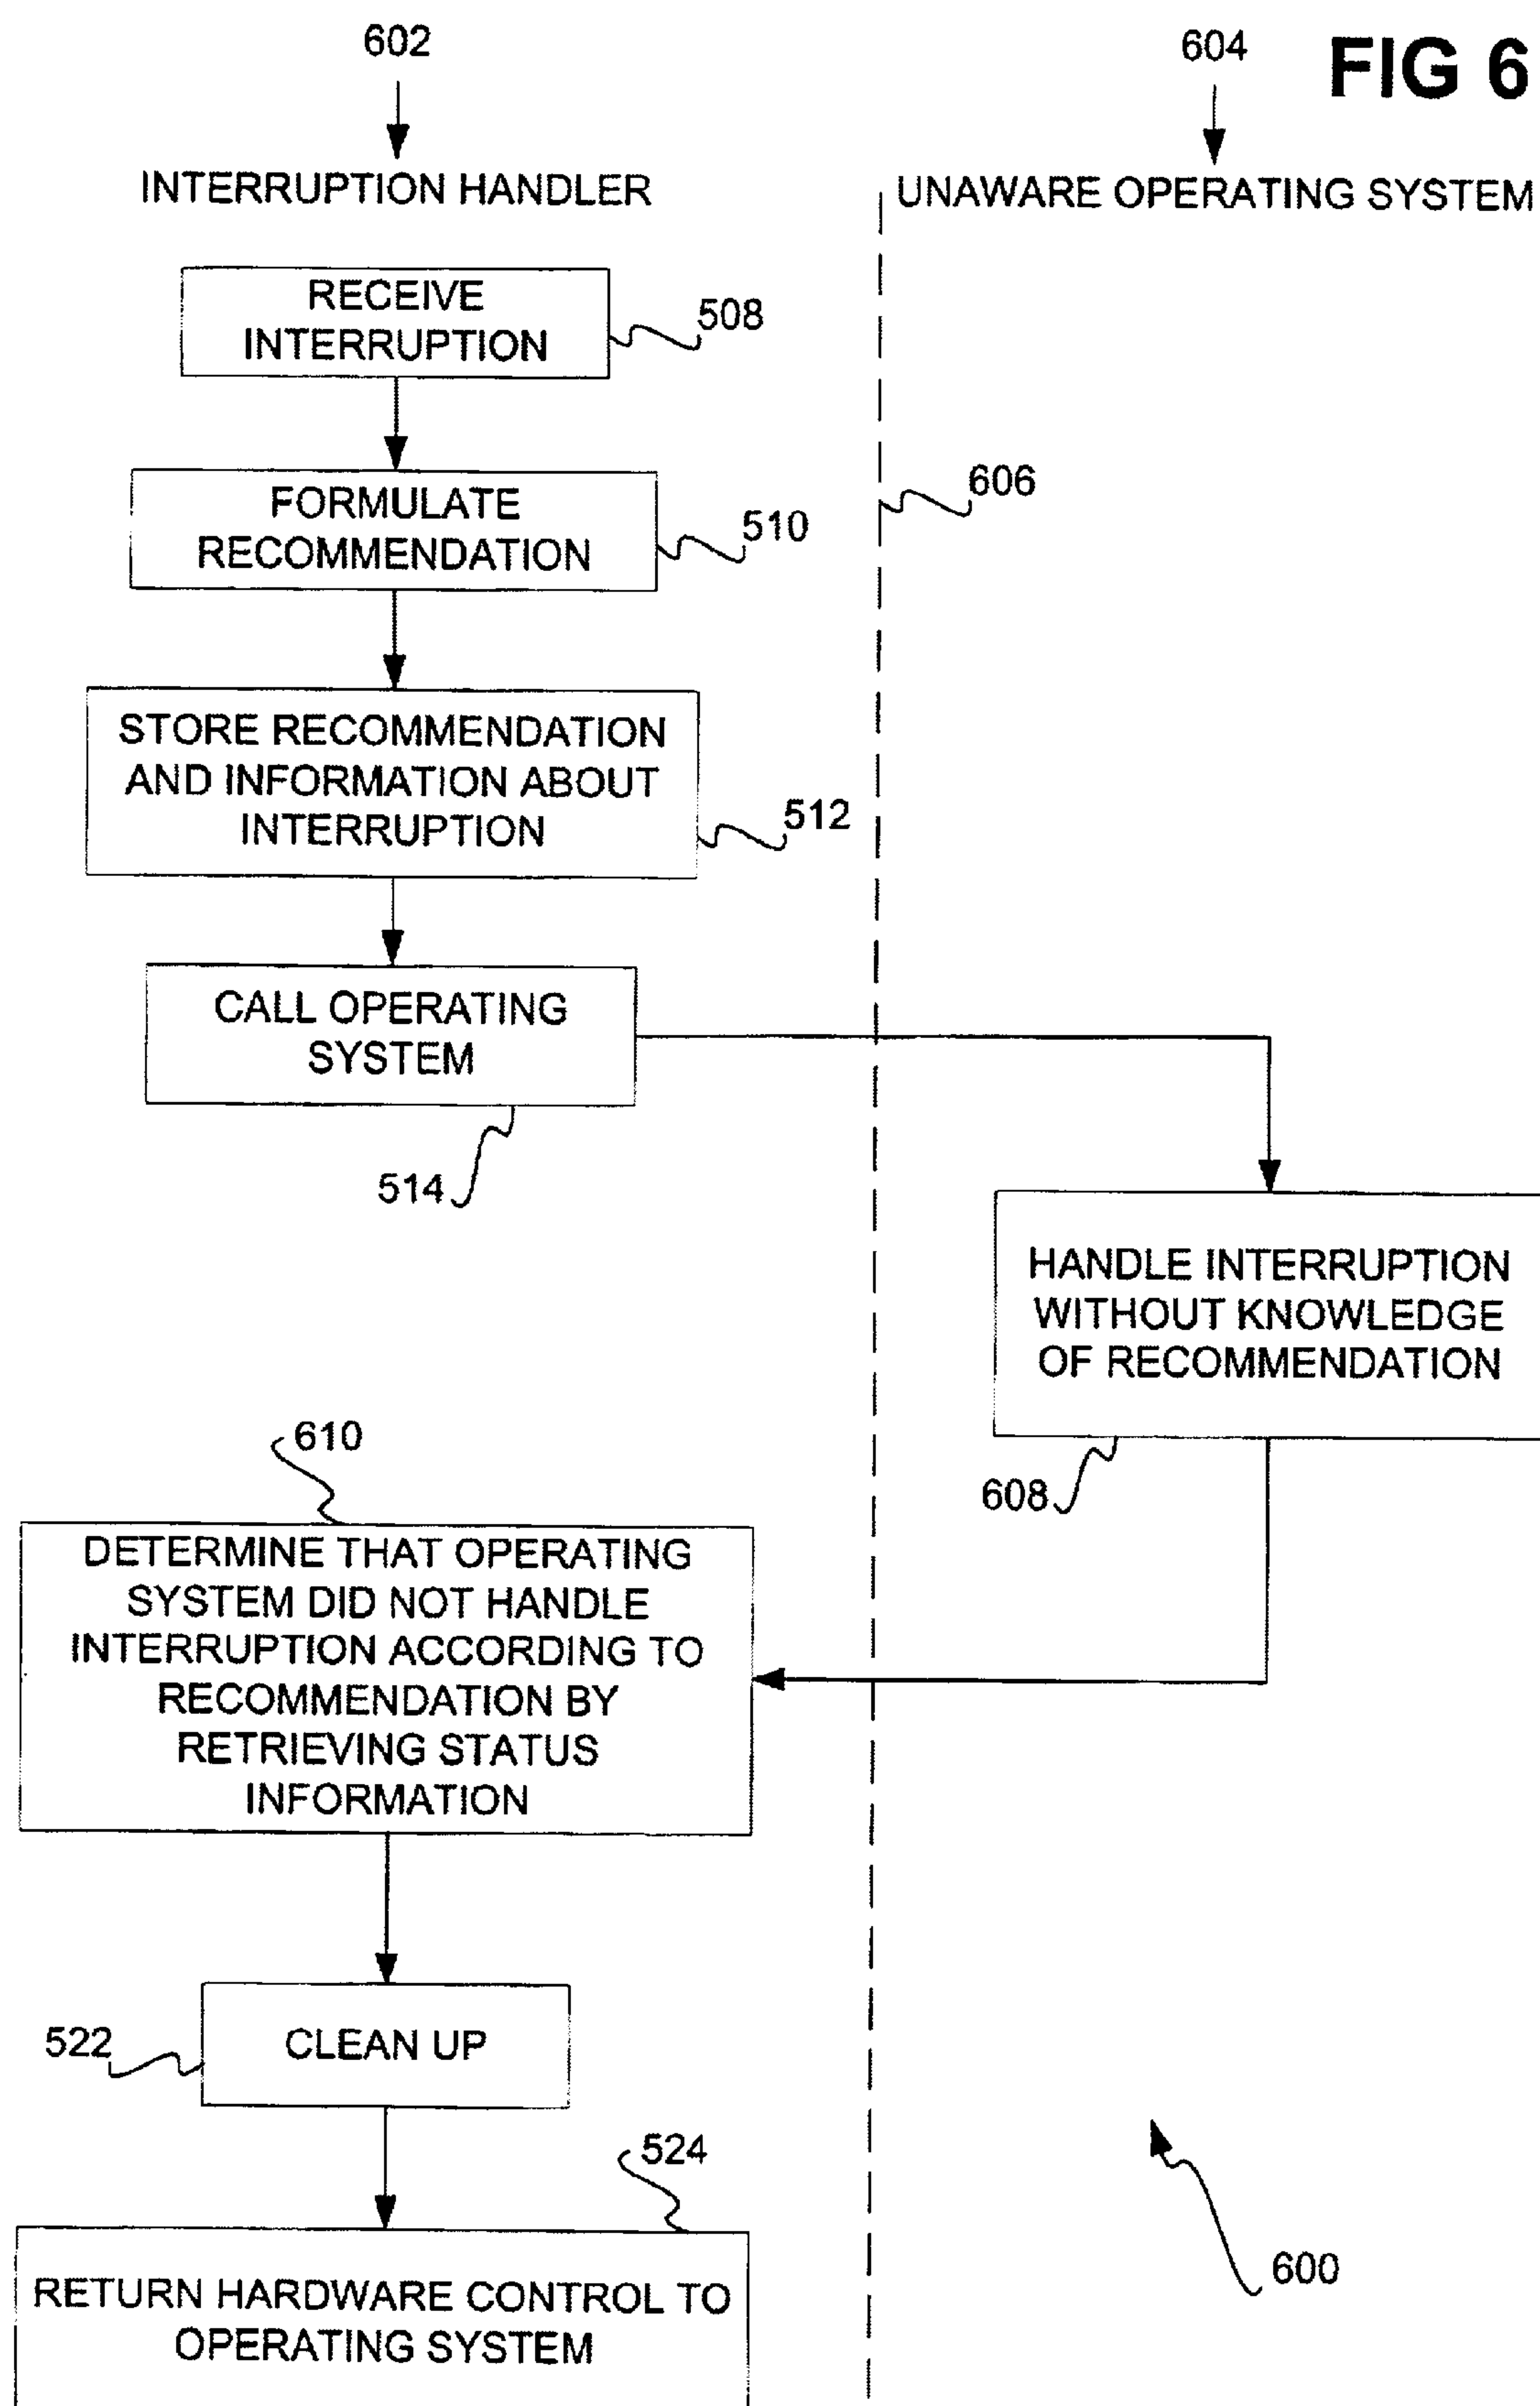 602
604
FIG 6
INTERRUPTION HANDLER
UNAWARE OPERATING SYSTEM
RECEIVE
INTERRUPTION
508
FORMULATE
RECOMMENDATION
510
606
STORE RECOMMENDATION
AND INFORMATION ABOUT
INTERRUPTION
512
CALL OPERATING
SYSTEM
514
HANDLE INTERRUPTION
WITHOUT KNOWLEDGE
OF RECOMMENDATION
608
610
DETERMINE THAT OPERATING
SYSTEM DID NOT HANDLE
INTERRUPTION ACCORDING TO
RECOMMENDATION BY
RETRIEVING STATUS
INFORMATION
CLEAN UP
522
524
RETURN HARDWARE CONTROL TO
OPERATING SYSTEM
600